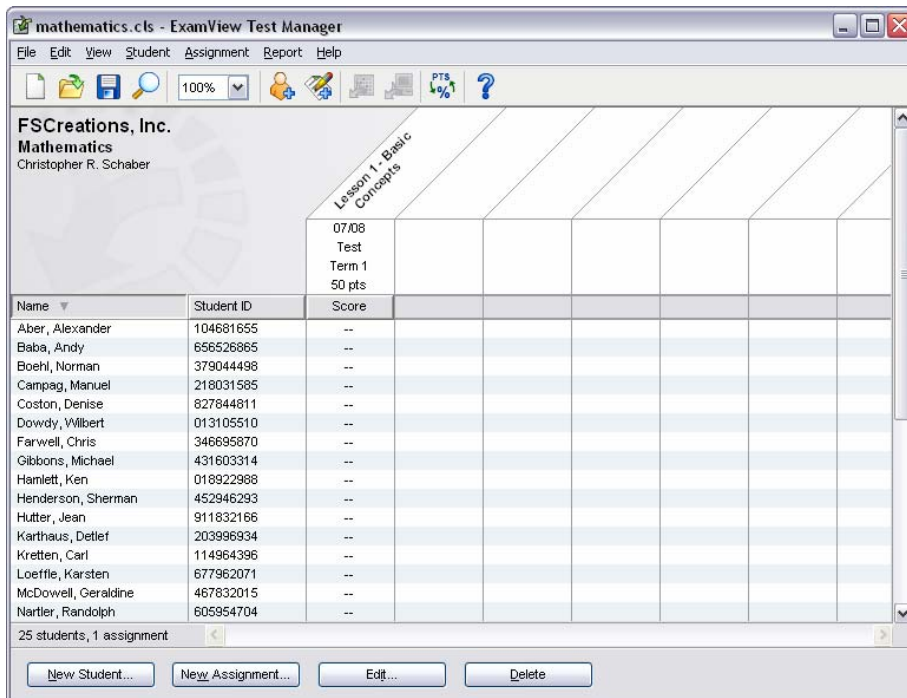 mathematics.cls - ExamView Test Manager
File Edit View Student Assignment Report Help
100% PTS % ?
FSCreations, Inc.
Mathematics
Christopher R. Schaber
Lesson 1 - Basic
Concepts
07/08
Test
Term 1
50 pts
Name Student ID Score
Aber, Alexander 104681655 --
Baba, Andy 656526865 --
Boehl, Norman 379044498 --
Campag, Manuel 218031585 --
Coston, Denise 827844811 --
Dowdy, Wilbert 013105510 --
Farwell, Chris 346695870 --
Gibbons, Michael 431603314 --
Hamlett, Ken 018922988 --
Henderson, Sherman 452946293 --
Hutter, Jean 911832166 --
Karthaus, Detlef 203996934 --
Kretten, Carl 114964396 --
Loeffle, Karsten 677962071 --
McDowell, Geraldine 467832015 --
Nartler, Randolph 605954704 --
25 students, 1 assignment
New Student... New Assignment... Edit... Delete